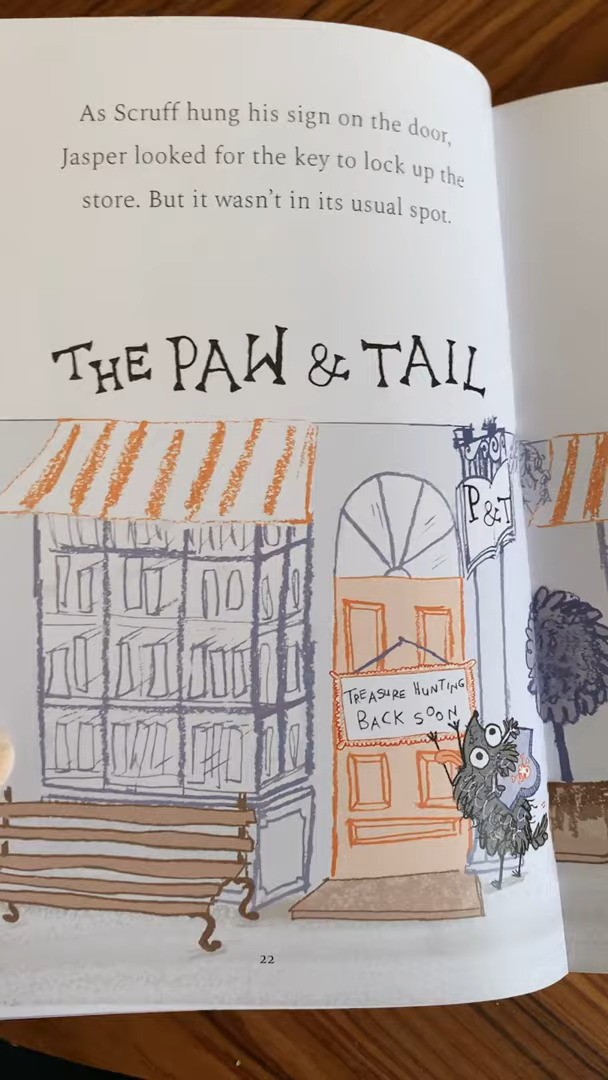 As Scruff hung his sign on the door,
Jasper looked for the key to lock up the
store. But it wasn't in its usual spot.
THE PAW & TAIL
P & T
TREASURE HUNTING
BACK SOON
22